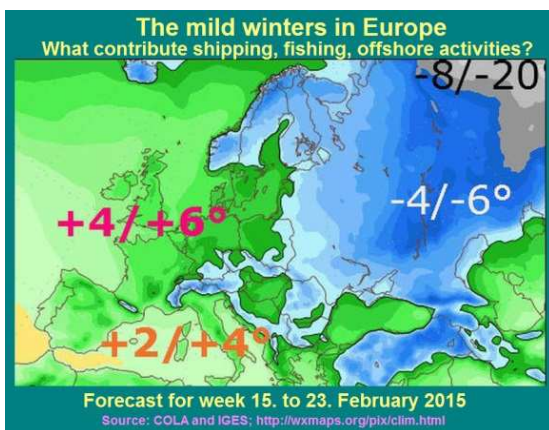 The mild winters in Europe
What contribute shipping, fishing, offshore activities?
-8/-20°
-4/-6°
+4/+6°
+2/+4°
Forecast for week 15. to 23. February 2015
Source: COLA and IGES; http://wxmaps.org/pix/clim.html